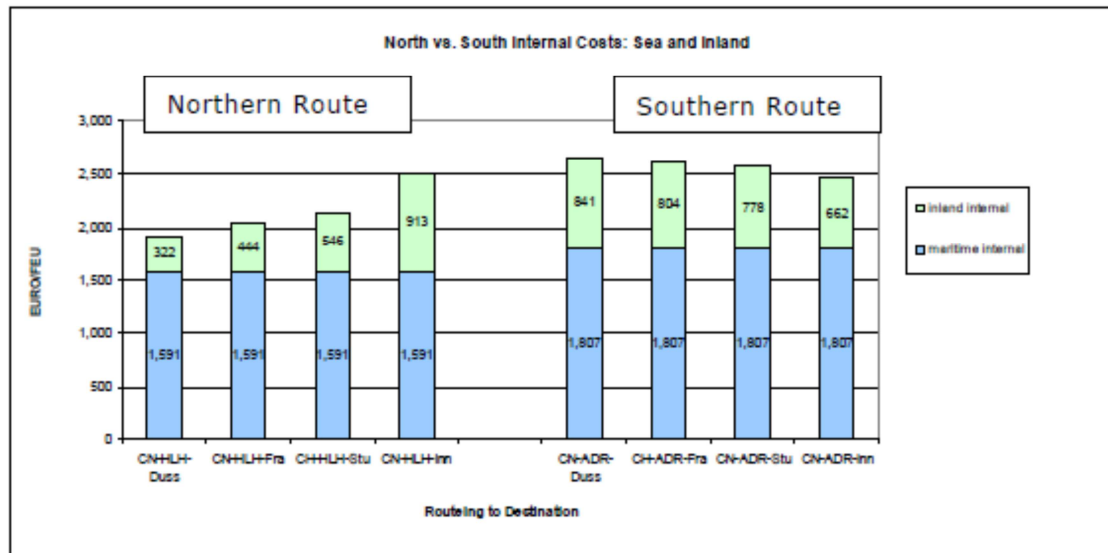 North vs. South Internal Costs: Sea and Inland
Northern Route
Southern Route
3,000
2,500
2,000
1,500
1,000
500
0
EURO/FEU
322
444
546
913
841
804
778
662
1,591
1,591
1,591
1,591
1,807
1,807
1,807
1,807
inland internal
maritime internal
CN-HLH-
Duss
CN-HLH-Fra
CH-HLH-Stu
CN-HLH-Inn
CN-ADR-
Duss
CH-ADR-Fra
CN-ADR-Stu
CN-ADR-Inn
Routeing to Destination